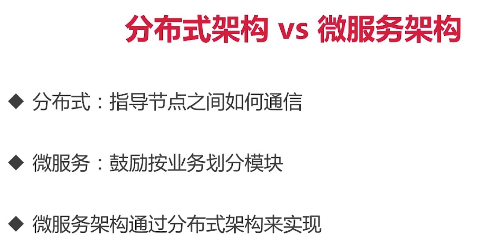 分布式架构 vs 微服务架构
◆ 分布式：指导节点之间如何通信
◆ 微服务：鼓励按业务划分模块
◆ 微服务架构通过分布式架构来实现